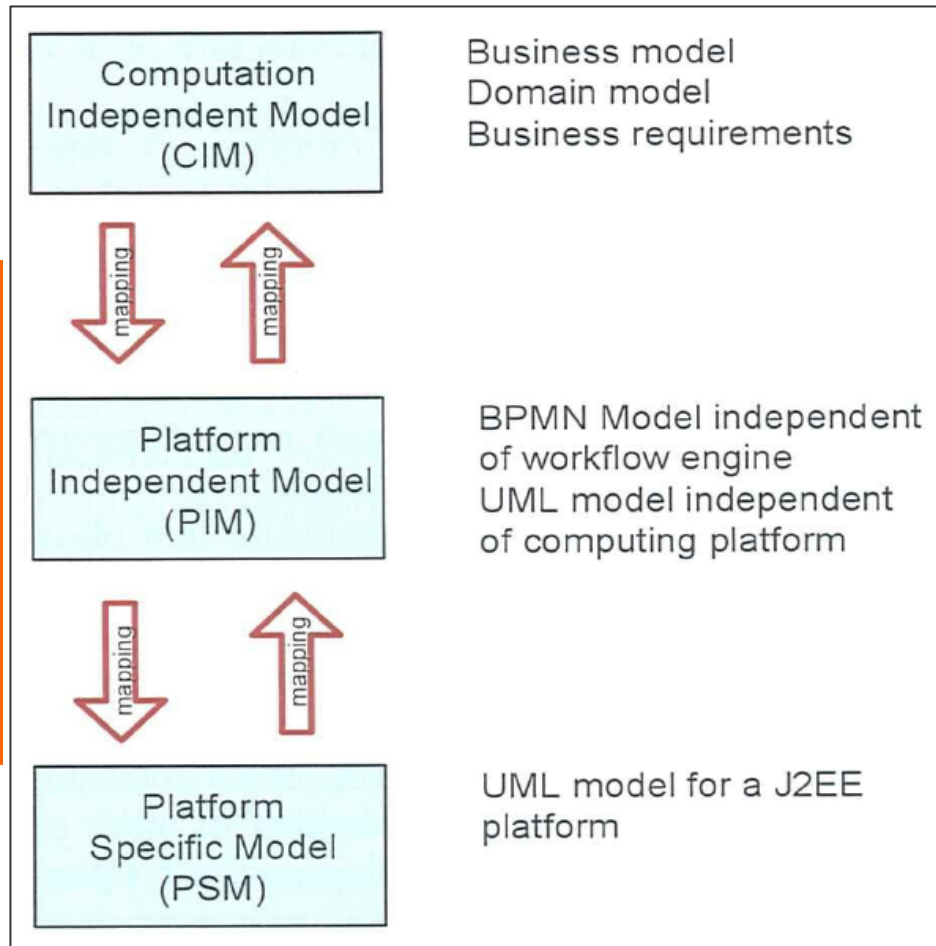 Computation
Independent Model
(CIM)
Business model
Domain model
Business requirements
mapping
mapping
Platform
Independent Model
(PIM)
BPMN Model independent
of workflow engine
UML model independent
of computing platform
mapping
mapping
Platform
Specific Model
(PSM)
UML model for a J2EE
platform